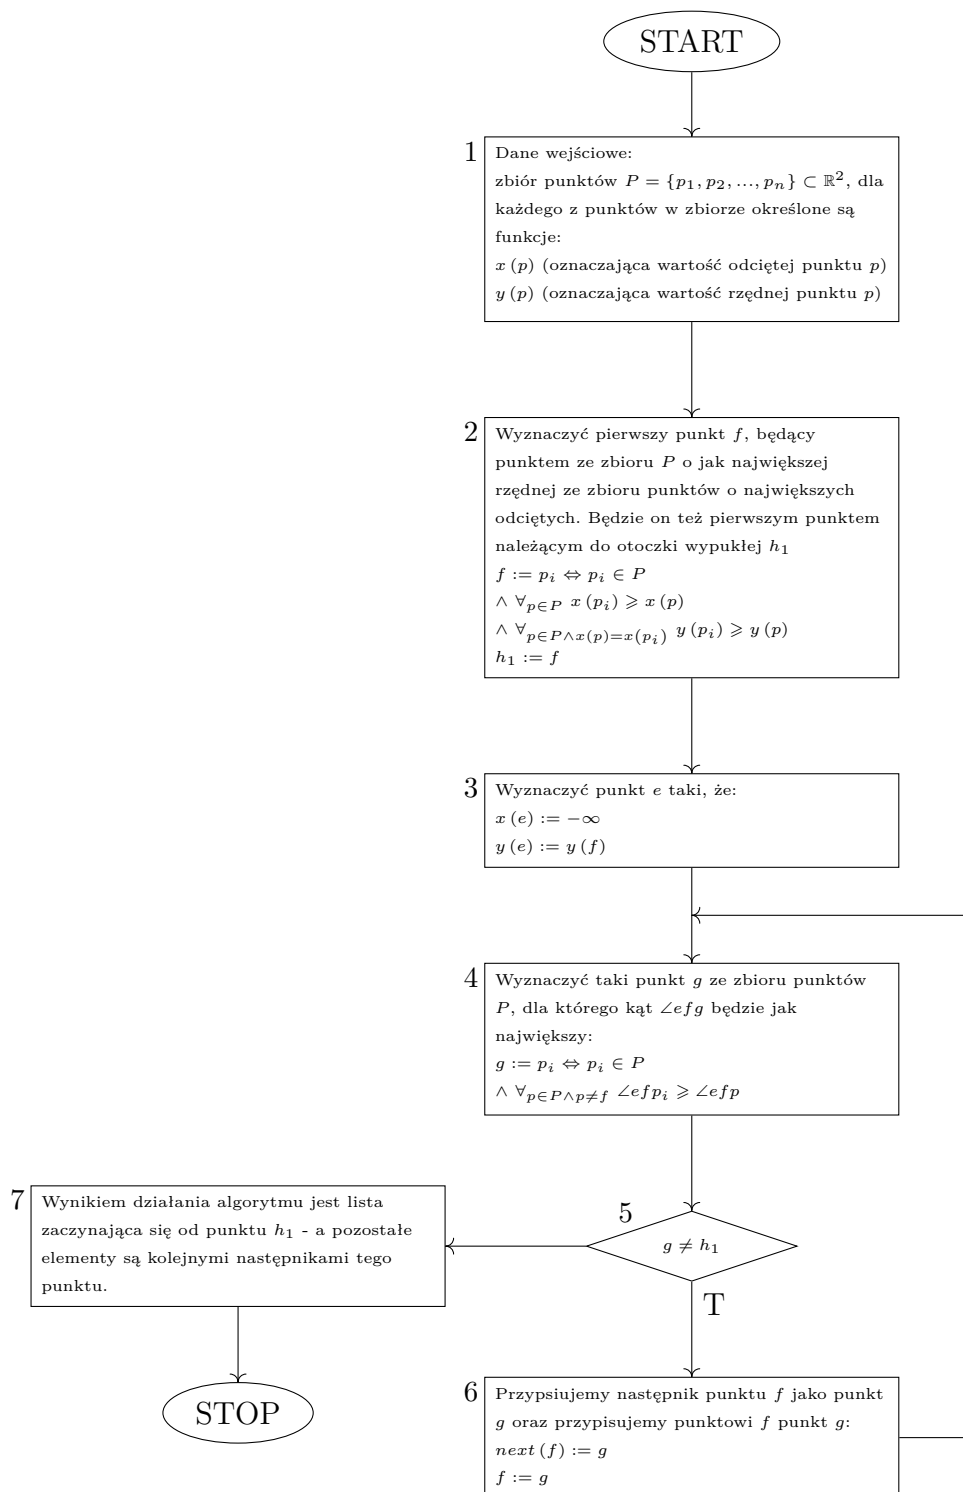 START
1
Dane wejściowe:
zbiór punktów P = {p₁, p₂, ..., pₙ} ⊂ ℝ², dla
każdego z punktów w zbiorze określone są
funkcje:
x (p) (oznaczająca wartość odciętej punktu p)
y (p) (oznaczająca wartość rzędnej punktu p)
2
Wyznaczyć pierwszy punkt f, będący
punktem ze zbioru P o jak największej
rzędnej ze zbioru punktów o największych
odciętych. Będzie on też pierwszym punktem
należącym do otoczki wypukłej h₁
f := pᵢ ⇔ pᵢ ∈ P
∧ ∀p∈P x (pᵢ) ⩾ x (p)
∧ ∀p∈P∧x(p)=x(pᵢ) y (pᵢ) ⩾ y (p)
h₁ := f
3
Wyznaczyć punkt e taki, że:
x (e) := −∞
y (e) := y (f)
4
Wyznaczyć taki punkt g ze zbioru punktów
P, dla którego kąt ∠efg będzie jak
największy:
g := pᵢ ⇔ pᵢ ∈ P
∧ ∀p∈P∧p≠f ∠efpᵢ ⩾ ∠efp
5
g ≠ h₁
T
7
Wynikiem działania algorytmu jest lista
zaczynająca się od punktu h₁ - a pozostałe
elementy są kolejnymi następnikami tego
punktu.
STOP
6
Przypsiujemy następnik punktu f jako punkt
g oraz przypisujemy punktowi f punkt g:
next (f) := g
f := g